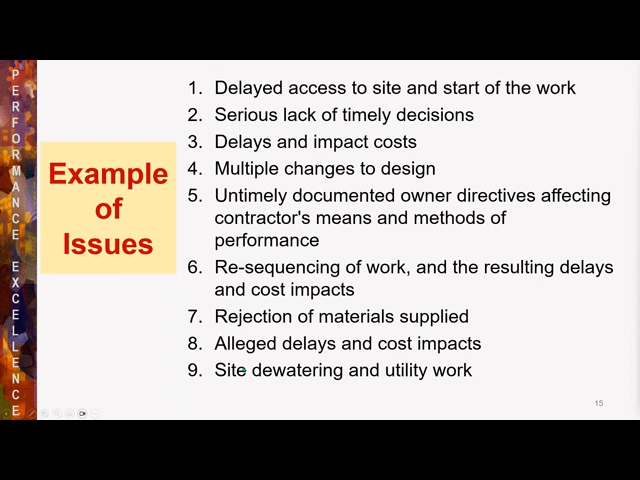 PERFORMANCE EXCELLENCE
Example
of
Issues
1. Delayed access to site and start of the work
2. Serious lack of timely decisions
3. Delays and impact costs
4. Multiple changes to design
5. Untimely documented owner directives affecting
contractor's means and methods of
performance
6. Re-sequencing of work, and the resulting delays
and cost impacts
7. Rejection of materials supplied
8. Alleged delays and cost impacts
9. Site dewatering and utility work
15